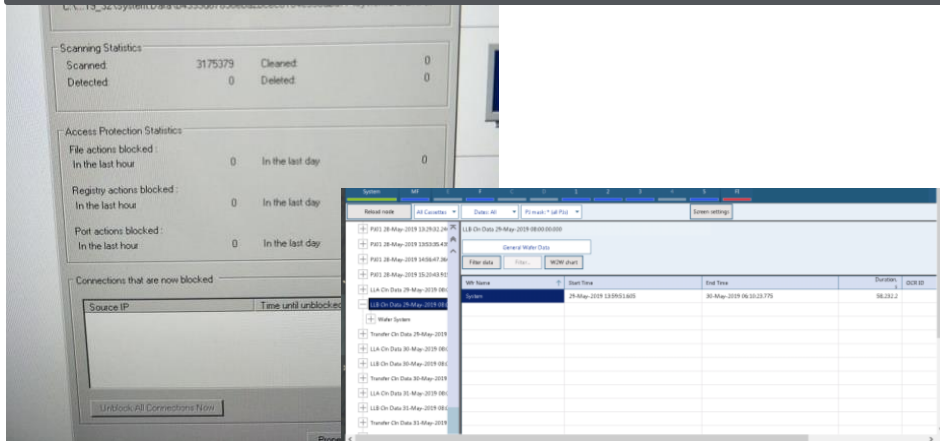 Scanning Statistics
Scanned: 3175379 Cleaned: 0
Detected: 0 Deleted: 0
Access Protection Statistics
File actions blocked :
In the last hour 0 In the last day 0
Registry actions blocked :
In the last hour 0 In the last day
Port actions blocked :
In the last hour 0 In the last day
Connections that are now blocked
Source IP Time until unblocked
Unblock All Connections Now
System MF
Reload node All Cassettes Dates: All PJ mask: * (all PJs) Screen settings
LLB On Data 29-May-2019 08:00:00.000
General Wafer Data
Filter data Filter... WOW chart
Wfr Name Start Time End Time Duration, OCR ID
System 29-May-2019 13:59:51.605 30-May-2019 06:10:23.775 58,232.2
PJ01 28-May-2019 13:29:32.24
PJ01 28-May-2019 13:53:35.43
PJ01 28-May-2019 14:56:47.36
PJ01 28-May-2019 15:20:43.92
LLA On Data 29-May-2019 08:
LLB On Data 29-May-2019 08:
Wafer System
Transfer On Data 29-May-2019
LLA On Data 30-May-2019 08:
LLB On Data 30-May-2019 08:
Transfer On Data 30-May-2019
LLA On Data 31-May-2019 08:
LLB On Data 31-May-2019 08:
Transfer On Data 31-May-2019